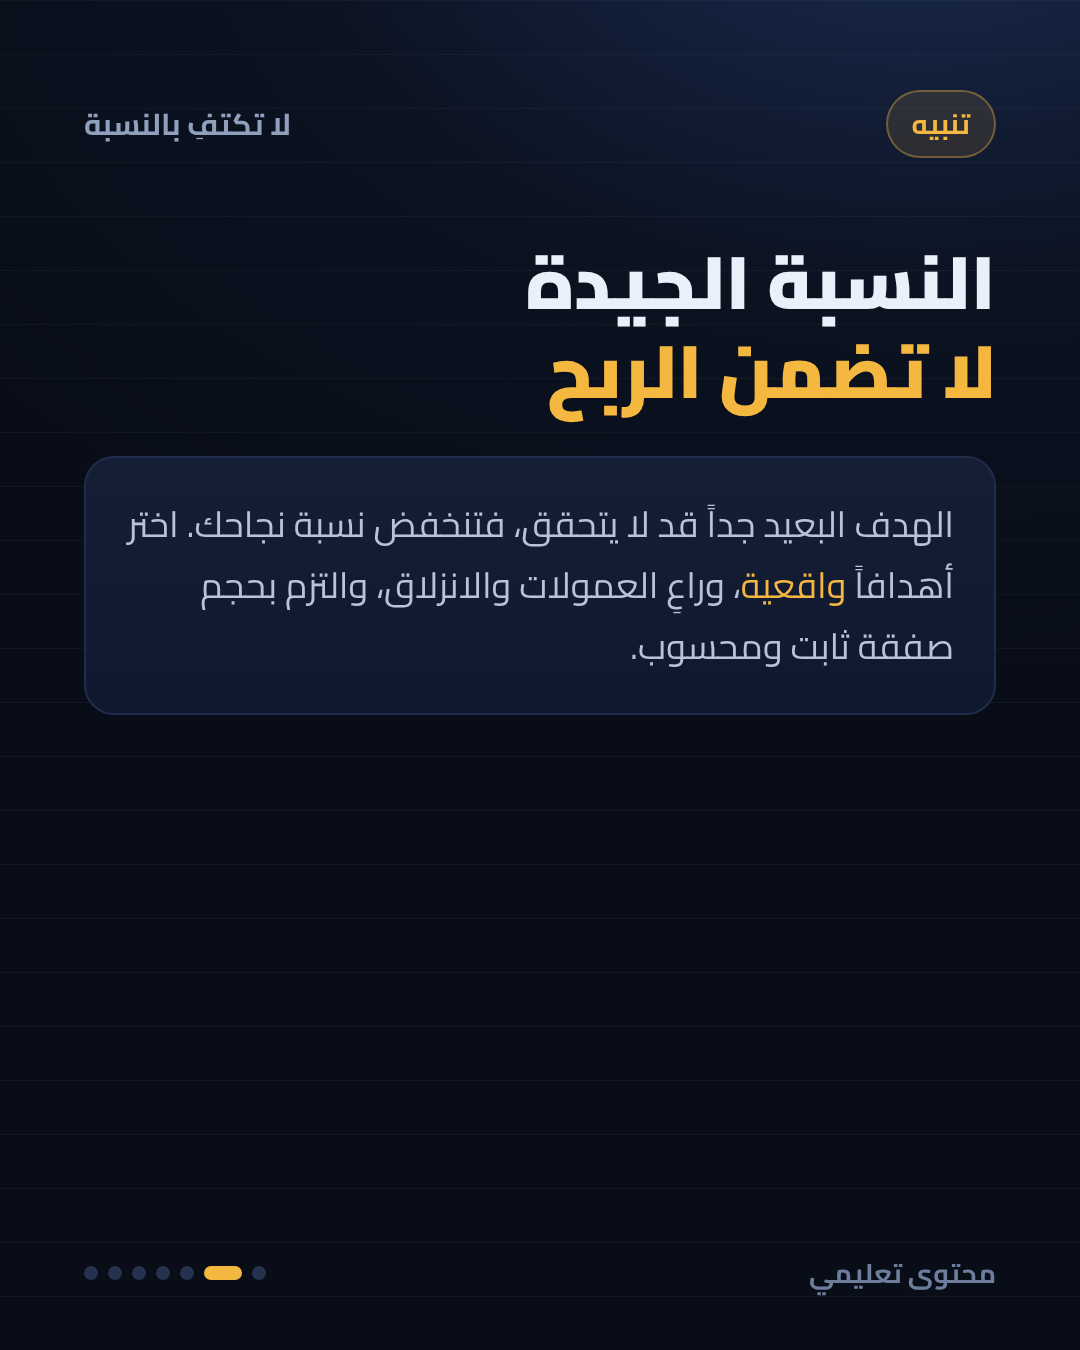 تنبيه
لا تكتفِ بالنسبة
النسبة الجيدة
لا تضمن الربح
الهدف البعيد جداً قد لا يتحقق، فتنخفض نسبة نجاحك. اختر
أهدافاً واقعية، وراعِ العمولات والانزلاق، والتزم بحجم
صفقة ثابت ومحسوب.
محتوى تعليمي